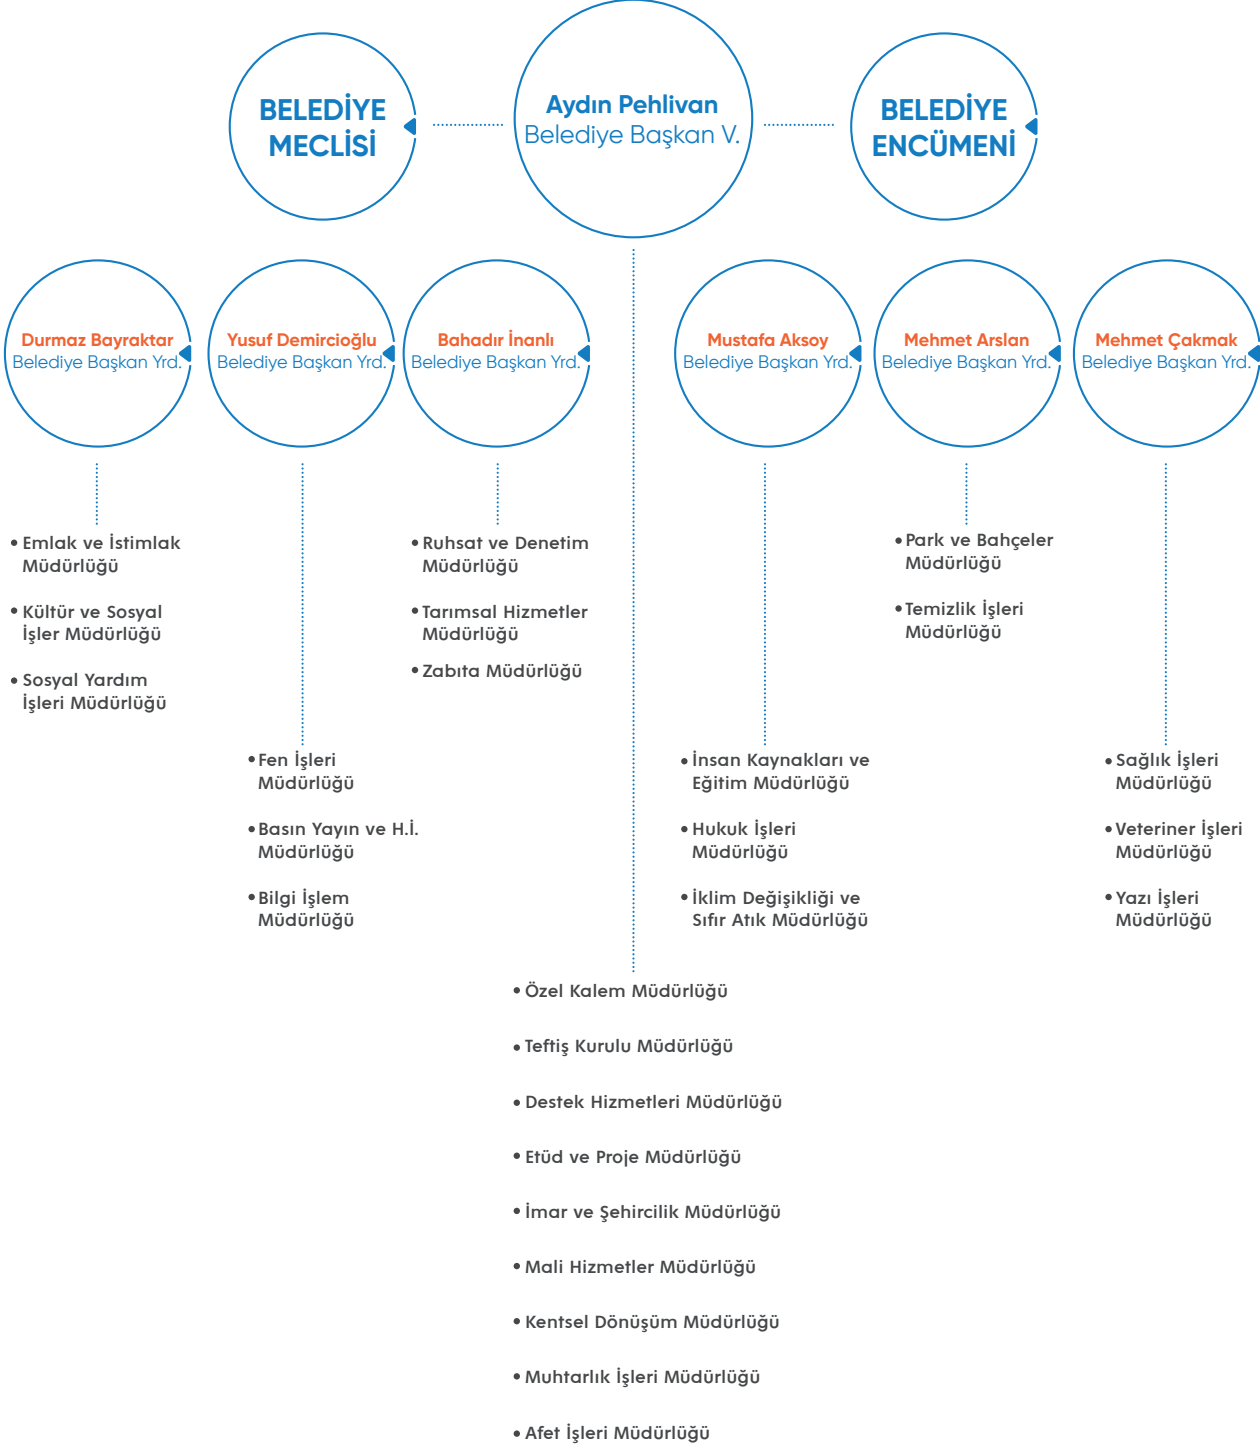 BELEDİYE
MECLİSİ
Aydın Pehlivan
Belediye Başkan V.
BELEDİYE
ENCÜMENİ
Durmaz Bayraktar
Belediye Başkan Yrd.
Yusuf Demircioğlu
Belediye Başkan Yrd.
Bahadır İnanlı
Belediye Başkan Yrd.
Mustafa Aksoy
Belediye Başkan Yrd.
Mehmet Arslan
Belediye Başkan Yrd.
Mehmet Çakmak
Belediye Başkan Yrd.
• Emlak ve İstimlak
Müdürlüğü
• Kültür ve Sosyal
İşler Müdürlüğü
• Sosyal Yardım
İşleri Müdürlüğü
• Fen İşleri
Müdürlüğü
• Basın Yayın ve H.İ.
Müdürlüğü
• Bilgi İşlem
Müdürlüğü
• Ruhsat ve Denetim
Müdürlüğü
• Tarımsal Hizmetler
Müdürlüğü
• Zabıta Müdürlüğü
• İnsan Kaynakları ve
Eğitim Müdürlüğü
• Hukuk İşleri
Müdürlüğü
• İklim Değişikliği ve
Sıfır Atık Müdürlüğü
• Park ve Bahçeler
Müdürlüğü
• Temizlik İşleri
Müdürlüğü
• Sağlık İşleri
Müdürlüğü
• Veteriner İşleri
Müdürlüğü
• Yazı İşleri
Müdürlüğü
• Özel Kalem Müdürlüğü
• Teftiş Kurulu Müdürlüğü
• Destek Hizmetleri Müdürlüğü
• Etüd ve Proje Müdürlüğü
• İmar ve Şehircilik Müdürlüğü
• Mali Hizmetler Müdürlüğü
• Kentsel Dönüşüm Müdürlüğü
• Muhtarlık İşleri Müdürlüğü
• Afet İşleri Müdürlüğü